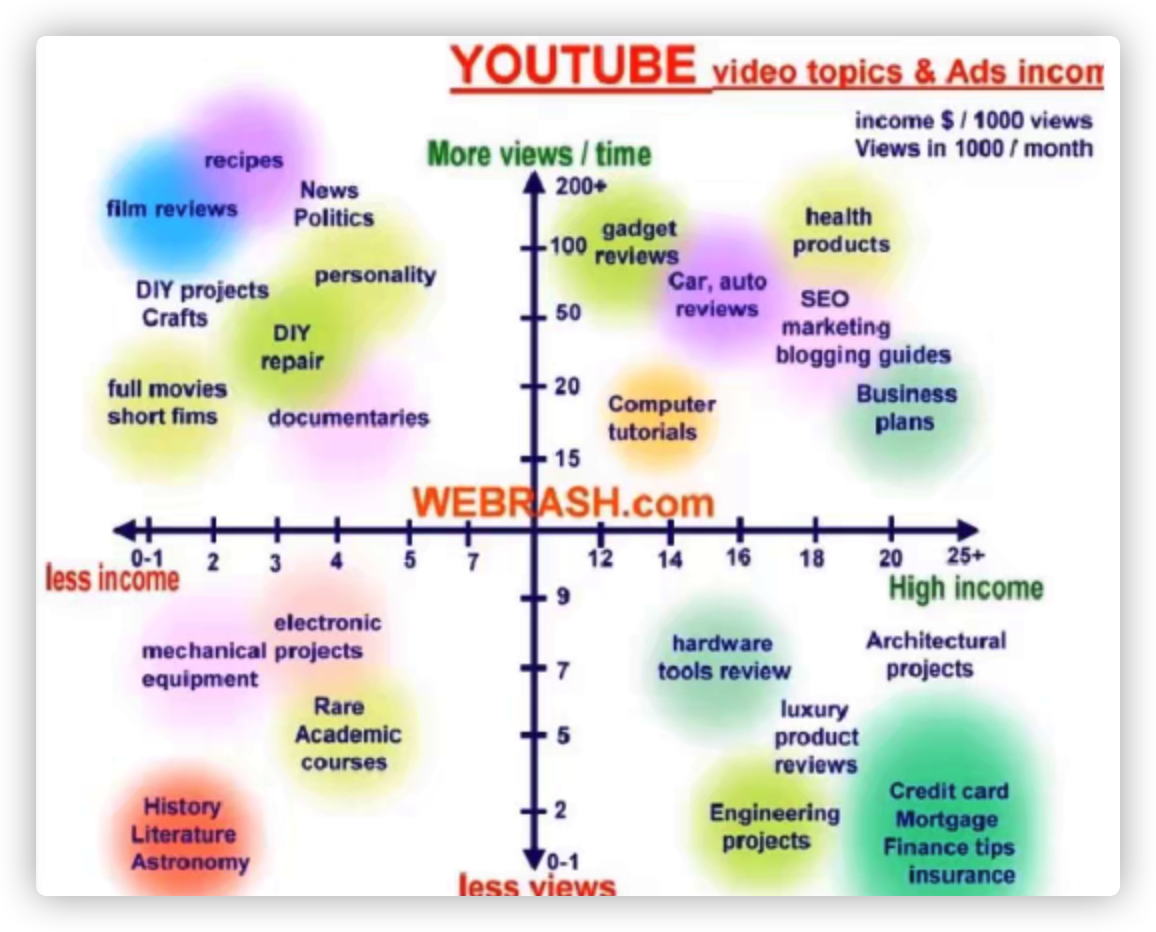 YOUTUBE video topics & Ads incom
income $ / 1000 views
Views in 1000 / month
More views / time
recipes
film reviews
News
Politics
personality
DIY projects
Crafts
DIY
repair
full movies
short fims
documentaries
200+
100
50
20
15
gadget
reviews
Car, auto
reviews
health
products
SEO
marketing
blogging guides
Computer
tutorials
Business
plans
WEBRASH.com
0-1 2 3 4 5 7 12 14 16 18 20 25+
less income
High income
electronic
projects
mechanical
equipment
Rare
Academic
courses
History
Literature
Astronomy
9
7
5
2
0-1
hardware
tools review
Architectural
projects
luxury
product
reviews
Engineering
projects
Credit card
Mortgage
Finance tips
insurance
less views